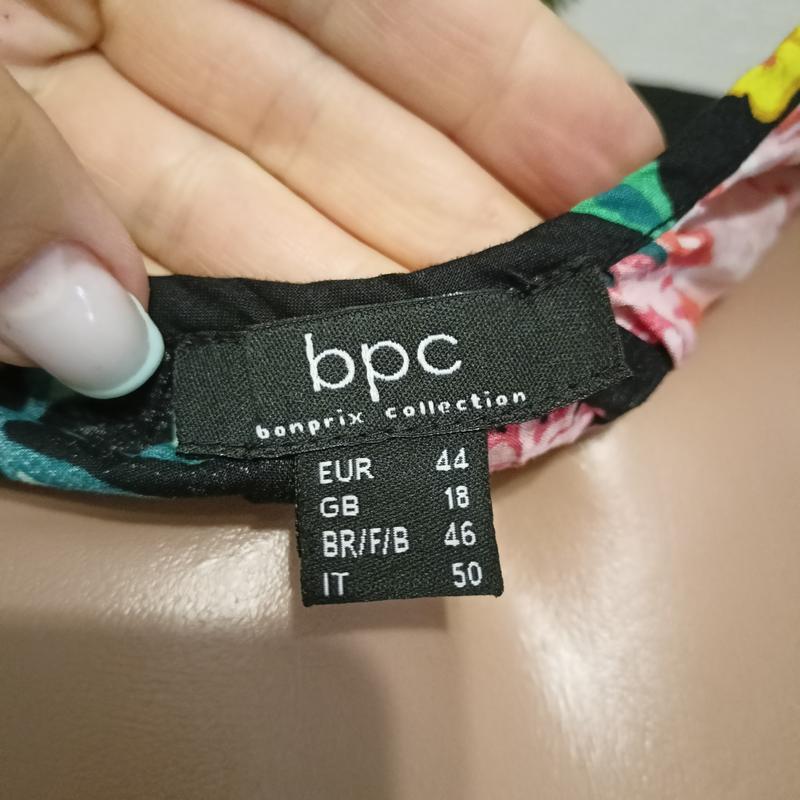 bpc
bonprix collection
EUR 44
GB 18
BR/F/B 46
IT 50